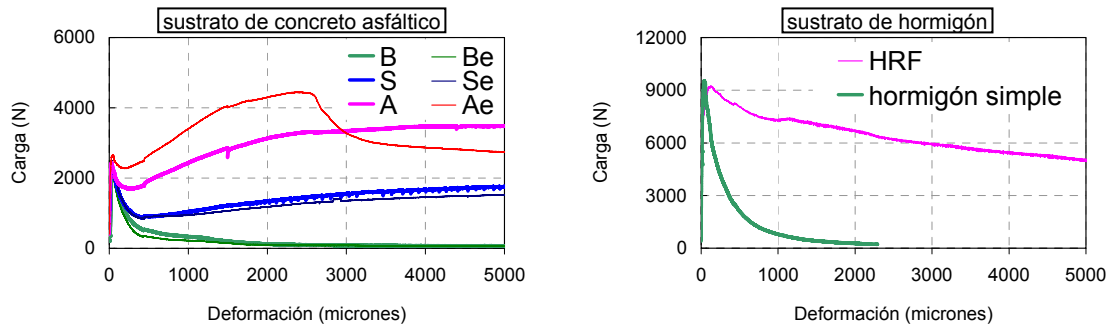 sustrato de concreto asfáltico
Carga (N)
6000
4000
2000
0
B Be
S Se
A Ae
0 1000 2000 3000 4000 5000
Deformación (micrones)
sustrato de hormigón
Carga (N)
12000
9000
6000
3000
0
HRF
hormigón simple
0 1000 2000 3000 4000 5000
Deformación (micrones)